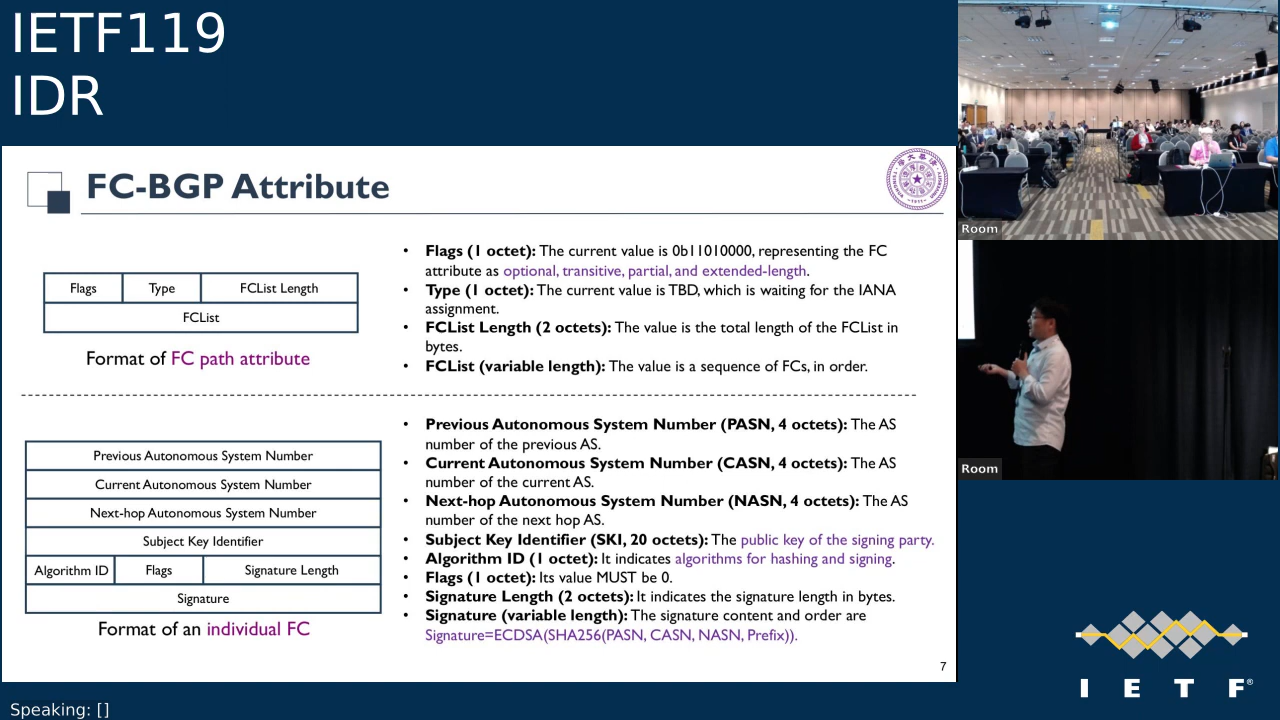 IETF119
IDR
FC-BGP Attribute
Flags
Type
FCList Length
FCList
Format of FC path attribute
• Flags (1 octet): The current value is 0b11010000, representing the FC
attribute as optional, transitive, partial, and extended-length.
• Type (1 octet): The current value is TBD, which is waiting for the IANA
assignment.
• FCList Length (2 octets): The value is the total length of the FCList in
bytes.
• FCList (variable length): The value is a sequence of FCs, in order.
Previous Autonomous System Number
Current Autonomous System Number
Next-hop Autonomous System Number
Subject Key Identifier
Algorithm ID
Flags
Signature Length
Signature
Format of an individual FC
• Previous Autonomous System Number (PASN, 4 octets): The AS
number of the previous AS.
• Current Autonomous System Number (CASN, 4 octets): The AS
number of the current AS.
• Next-hop Autonomous System Number (NASN, 4 octets): The AS
number of the next hop AS.
• Subject Key Identifier (SKI, 20 octets): The public key of the signing party.
• Algorithm ID (1 octet): It indicates algorithms for hashing and signing.
• Flags (1 octet): Its value MUST be 0.
• Signature Length (2 octets): It indicates the signature length in bytes.
• Signature (variable length): The signature content and order are
Signature=ECDSA(SHA256(PASN, CASN, NASN, Prefix)).
7
Room
Room
I E T F®
Speaking: []